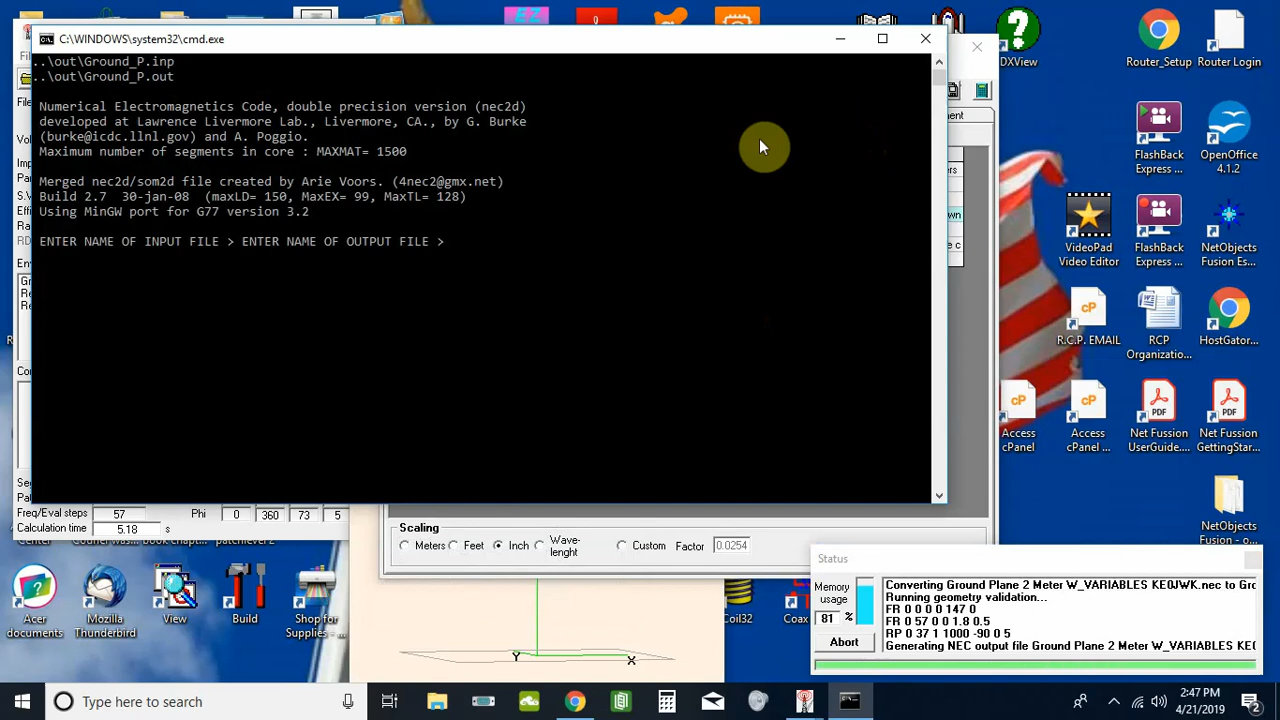 C:\WINDOWS\system32\cmd.exe
..\out\Ground_P.inp
..\out\Ground_P.out
Numerical Electromagnetics Code, double precision version (nec2d)
developed at Lawrence Livermore Lab., Livermore, CA., by G. Burke
(burke@icdc.llnl.gov) and A. Poggio.
Maximum number of segments in core : MAXMAT= 1500
Merged nec2d/som2d file created by Arie Voors. (4nec2@gmx.net)
Build 2.7 30-jan-08 (maxLD= 150, MaxEX= 99, MaxTL= 128)
Using MinGW port for G77 version 3.2
ENTER NAME OF INPUT FILE > ENTER NAME OF OUTPUT FILE >
Freq/Eval steps 57 Phi 0 360 73 5
Calculation time 5.18 s
Scaling
Meters Feet Inch Wave-lenght Custom Factor 0.0254
Y X
Status
Memory usage
81 %
Abort
Converting Ground Plane 2 Meter W_VARIABLES KE0JWK.nec to Gro
Running geometry validation...
FR 0 0 0 0 147 0
FR 0 57 0 0 1.8 0.5
RP 0 37 1 1000 -90 0 5
Generating NEC output file Ground Plane 2 Meter W_VARIABLES KE
DXView
Router_Setup
Router Login
FlashBack Express ...
OpenOffice 4.1.2
VideoPad Video Editor
FlashBack Express ...
NetObjects Fusion Es...
R.C.P. EMAIL
RCP Organizatio...
HostGator...
Access cPanel
Access cPanel ...
Net Fusion UserGuide....
Net Fusion GettingStar...
NetObjects Fusion - o...
Acer documents
Mozilla Thunderbird
View
Build
Shop for Supplies - ...
Coil32
Coax
Type here to search
2:47 PM
4/21/2019
2